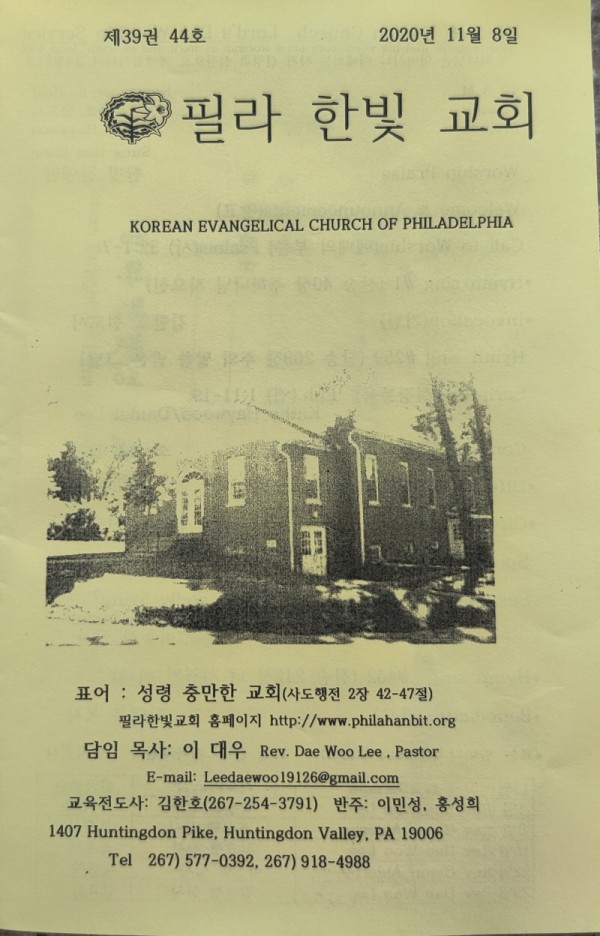 제39권 44호 2020년 11월 8일
필라 한빛 교회
KOREAN EVANGELICAL CHURCH OF PHILADELPHIA
표어 : 성령 충만한 교회(사도행전 2장 42-47절)
필라한빛교회 홈페이지 http://www.philahanbit.org
담임 목사: 이 대우 Rev. Dae Woo Lee , Pastor
E-mail: Leedaewoo19126@gmail.com
교육전도사: 김한호(267-254-3791) 반주: 이민성, 홍성희
1407 Huntingdon Pike, Huntingdon Valley, PA 19006
Tel 267) 577-0392, 267) 918-4988